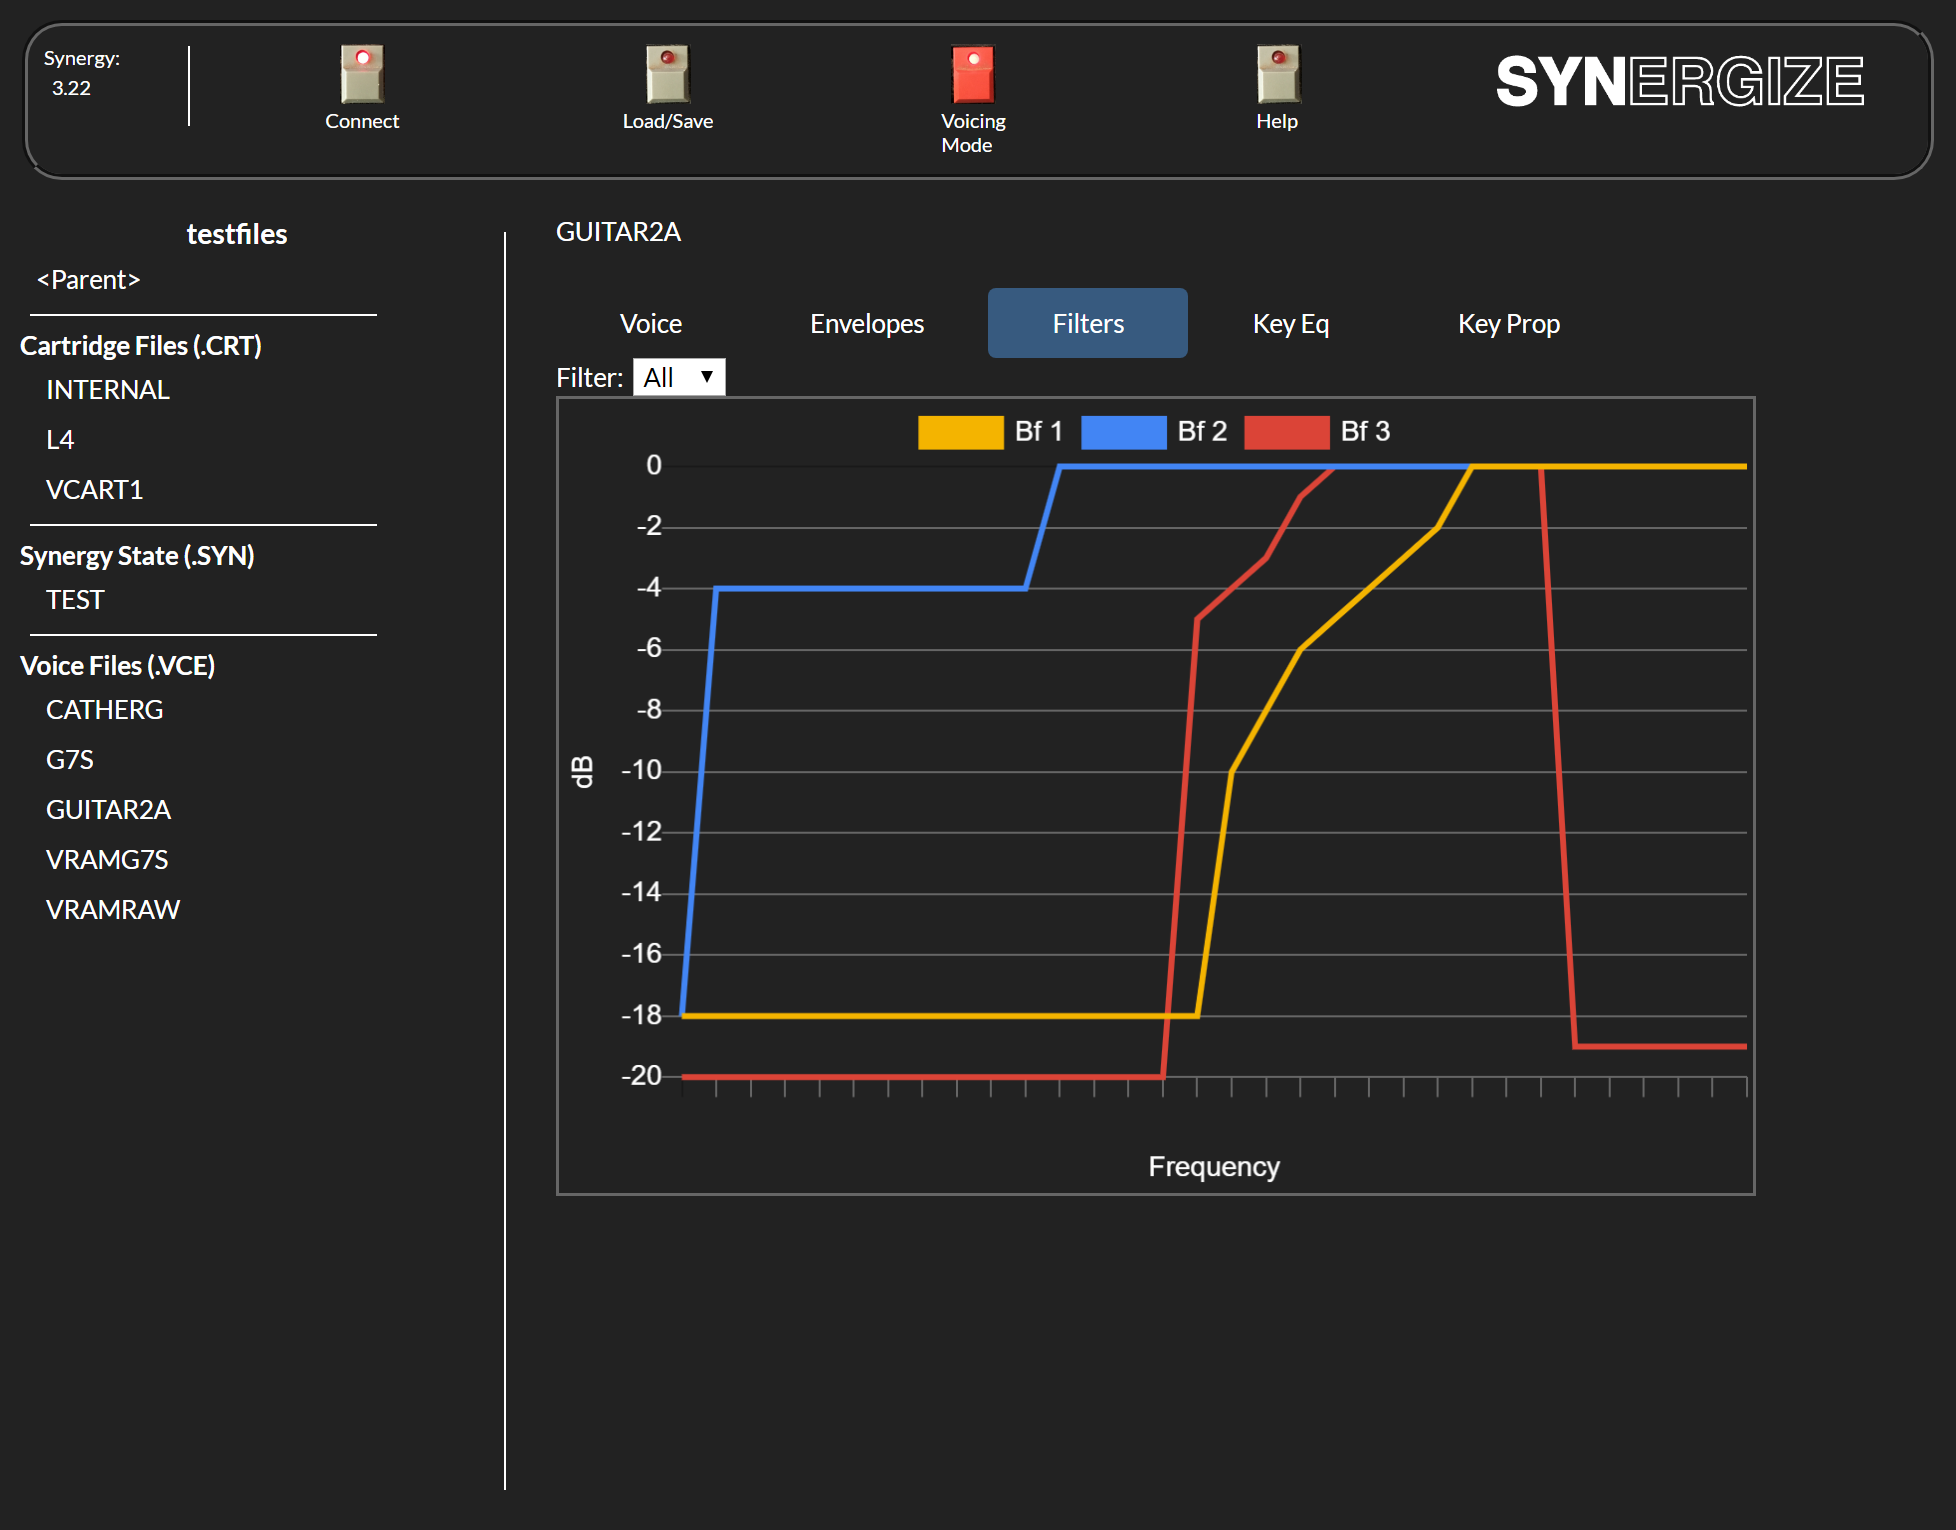 Synergy:
3.22
Connect
Load/Save
Voicing
Mode
Help
SYNERGIZE
testfiles
<Parent>
Cartridge Files (.CRT)
INTERNAL
L4
VCART1
Synergy State (.SYN)
TEST
Voice Files (.VCE)
CATHERG
G7S
GUITAR2A
VRAMG7S
VRAMRAW
GUITAR2A
Voice Envelopes Filters Key Eq Key Prop
Filter: All
Bf 1 Bf 2 Bf 3
0
-2
-4
-6
-8
-10
-12
-14
-16
-18
-20
dB
Frequency